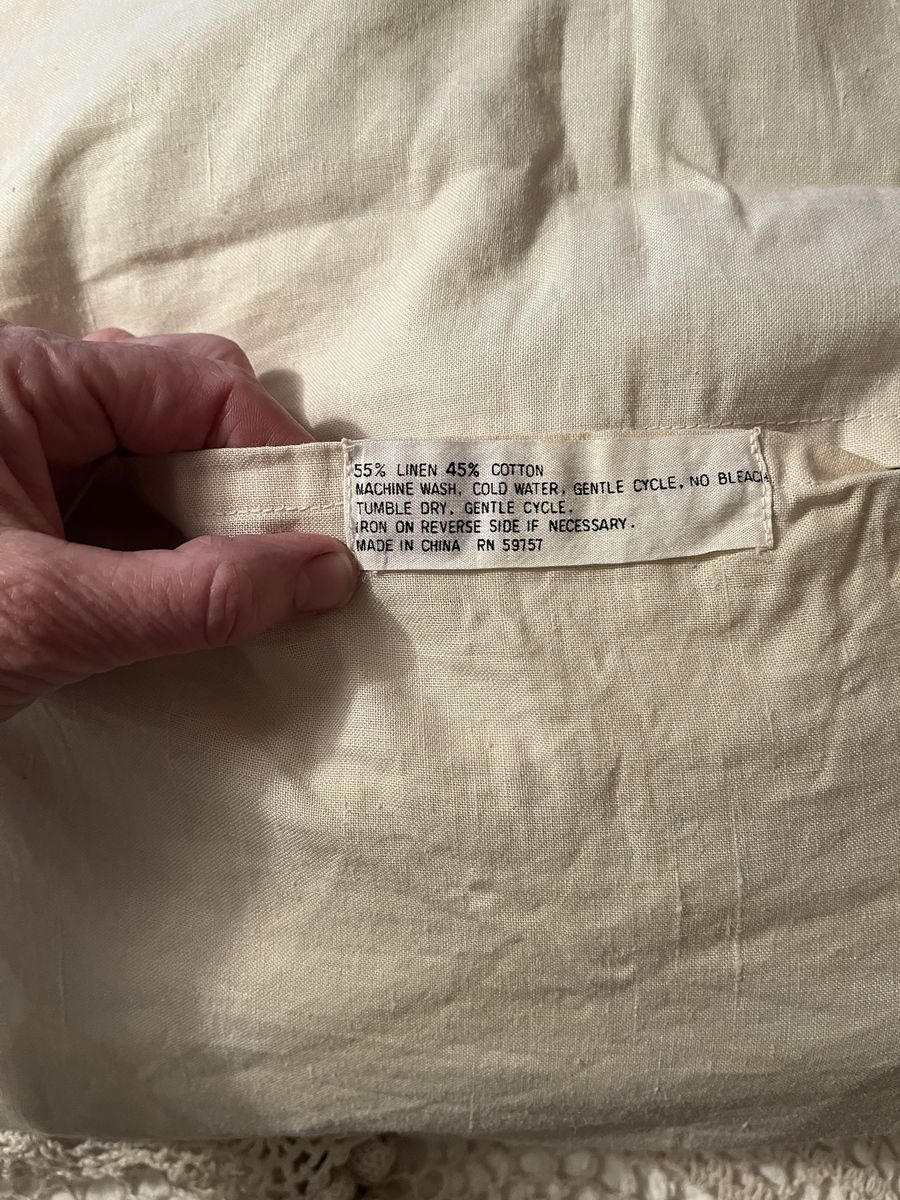 55% LINEN 45% COTTON
MACHINE WASH, COLD WATER, GENTLE CYCLE, NO BLEACH
TUMBLE DRY, GENTLE CYCLE.
IRON ON REVERSE SIDE IF NECESSARY.
MADE IN CHINA RN 59757